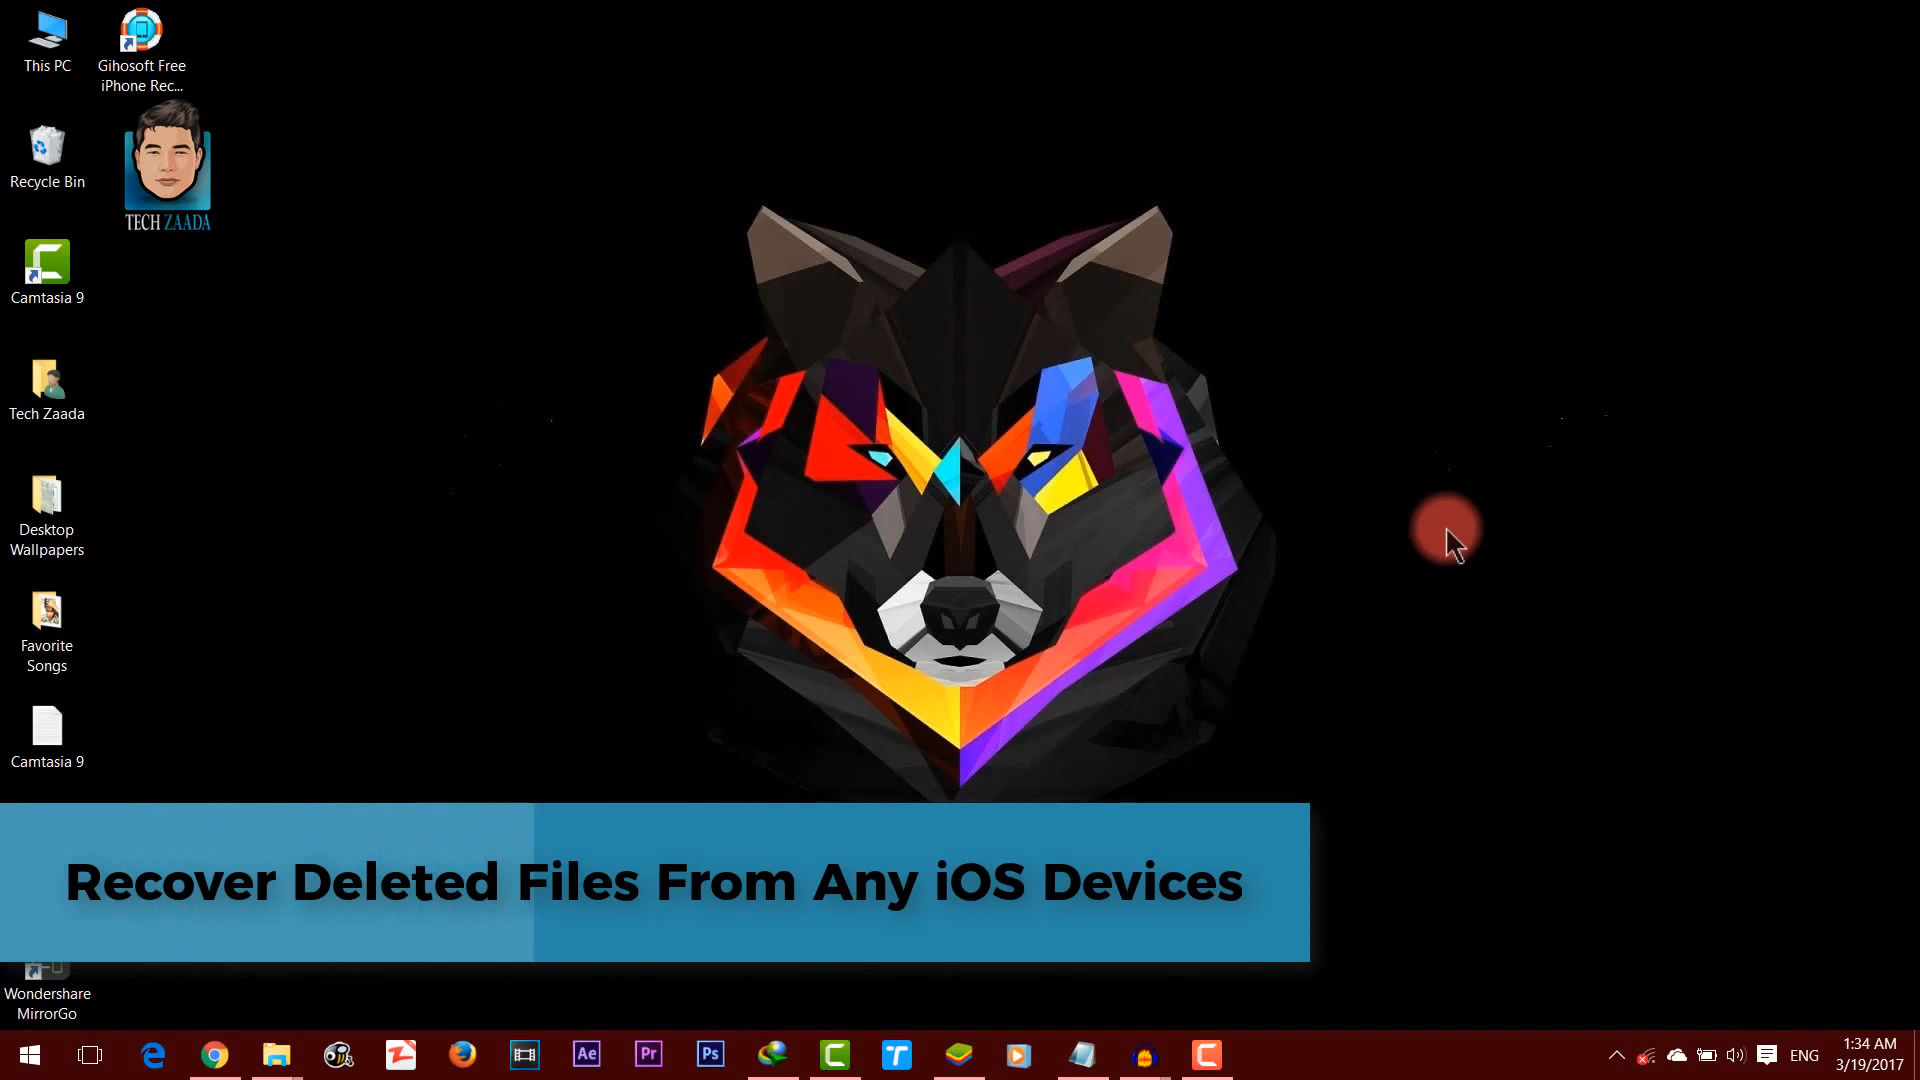 This PC
Gihosoft Free
iPhone Rec...
Recycle Bin
TECH ZAADA
Camtasia 9
Tech Zaada
Desktop
Wallpapers
Favorite
Songs
Camtasia 9
Recover Deleted Files From Any iOS Devices
Wondershare
MirrorGo
Ae
Pr
Ps
ENG
1:34 AM
3/19/2017